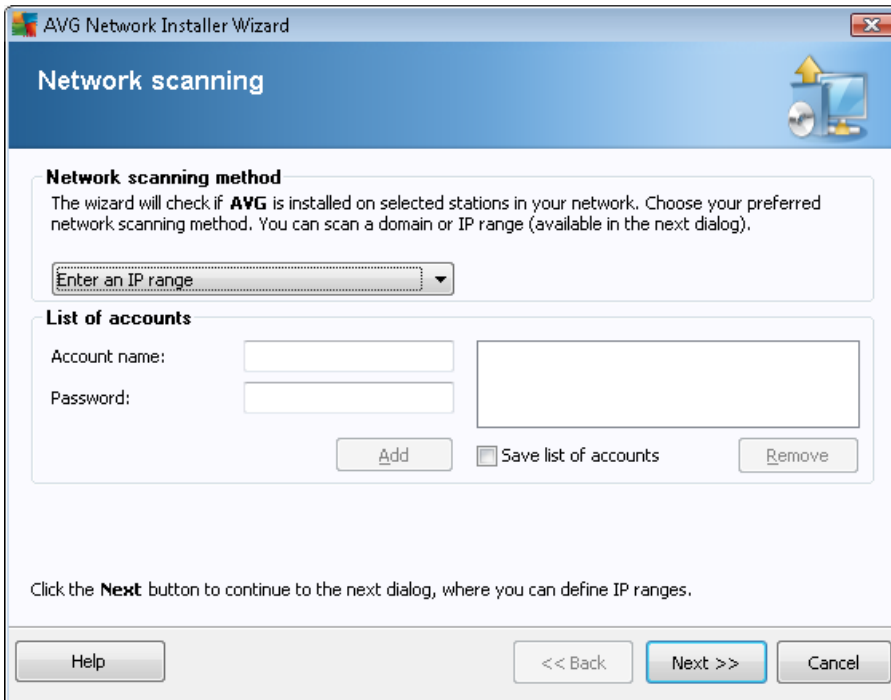 AVG Network Installer Wizard
Network scanning
Network scanning method
The wizard will check if AVG is installed on selected stations in your network. Choose your preferred
network scanning method. You can scan a domain or IP range (available in the next dialog).
Enter an IP range
List of accounts
Account name:
Password:
Add
Save list of accounts
Remove
Click the Next button to continue to the next dialog, where you can define IP ranges.
Help
<< Back
Next >>
Cancel